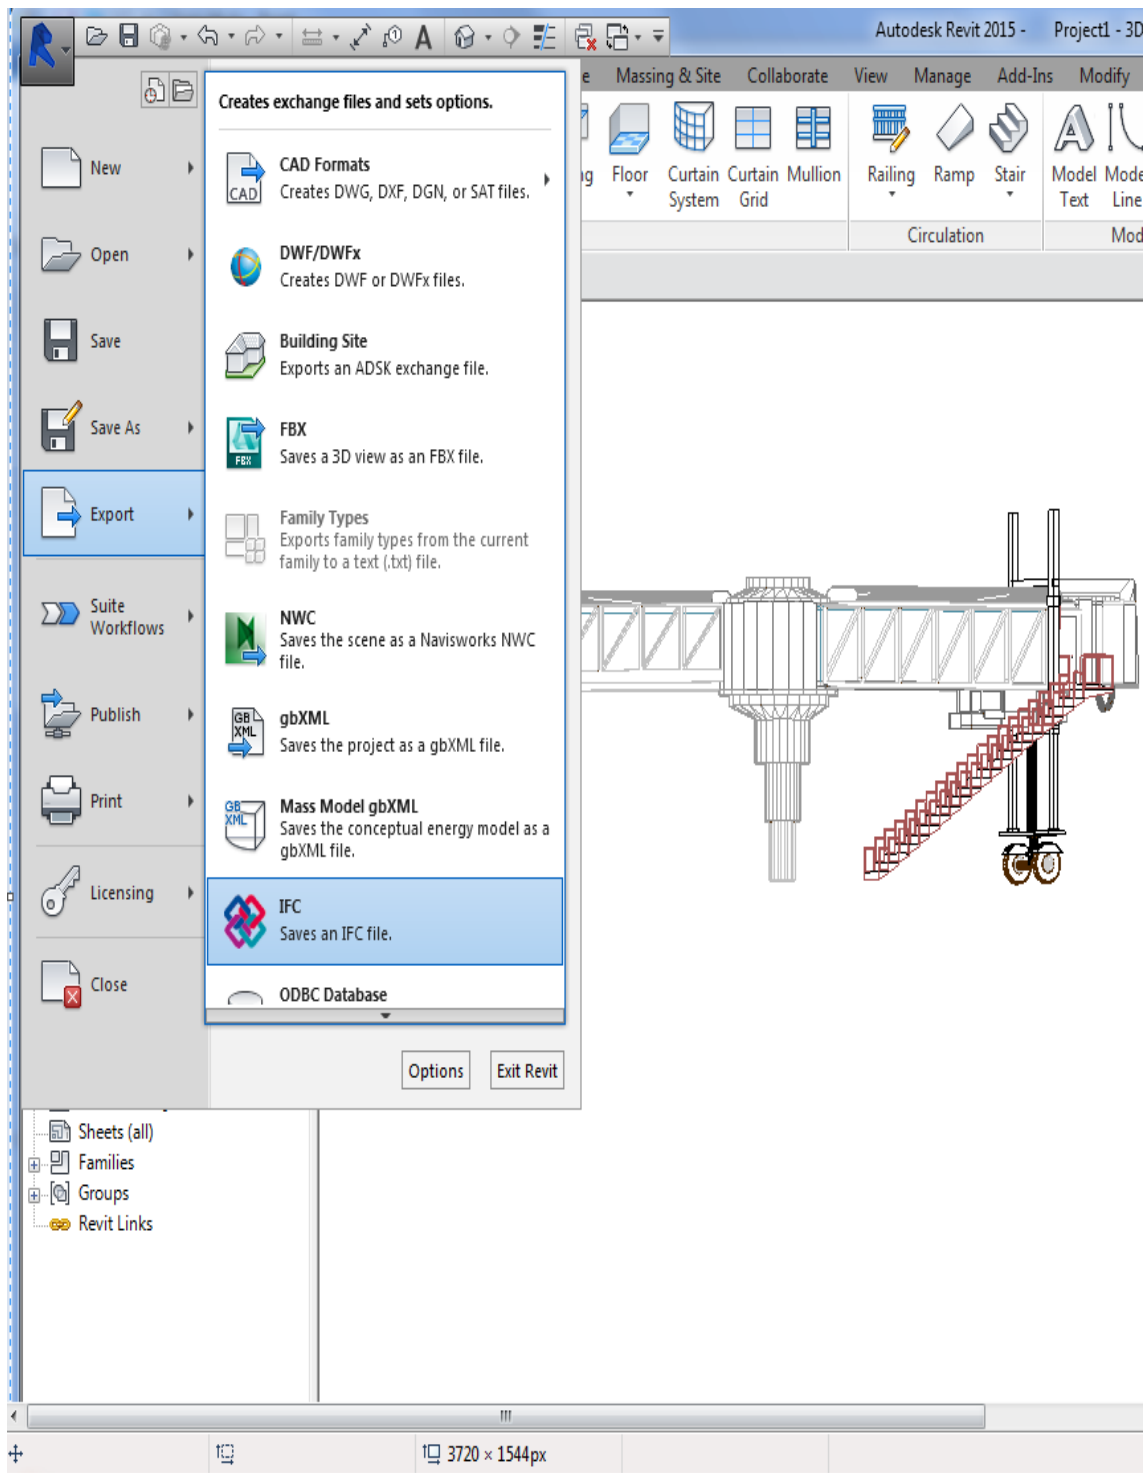 Autodesk Revit 2015 - Project1 - 3D
Massing & Site Collaborate View Manage Add-Ins Modify
Floor
Curtain System
Curtain Grid
Mullion
Railing
Ramp
Stair
Model Text
Line
Circulation
New
Open
Save
Save As
Export
Suite
Workflows
Publish
Print
Licensing
Close
Creates exchange files and sets options.
CAD
CAD Formats
Creates DWG, DXF, DGN, or SAT files.
DWF/DWFx
Creates DWF or DWFx files.
Building Site
Exports an ADSK exchange file.
FBX
FBX
Saves a 3D view as an FBX file.
Family Types
Exports family types from the current
family to a text (.txt) file.
NWC
Saves the scene as a Navisworks NWC
file.
GB
XML
gbXML
Saves the project as a gbXML file.
GB
XML
Mass Model gbXML
Saves the conceptual energy model as a
gbXML file.
IFC
Saves an IFC file.
ODBC Database
Options
Exit Revit
Sheets (all)
Families
Groups
Revit Links
3720 × 1544px